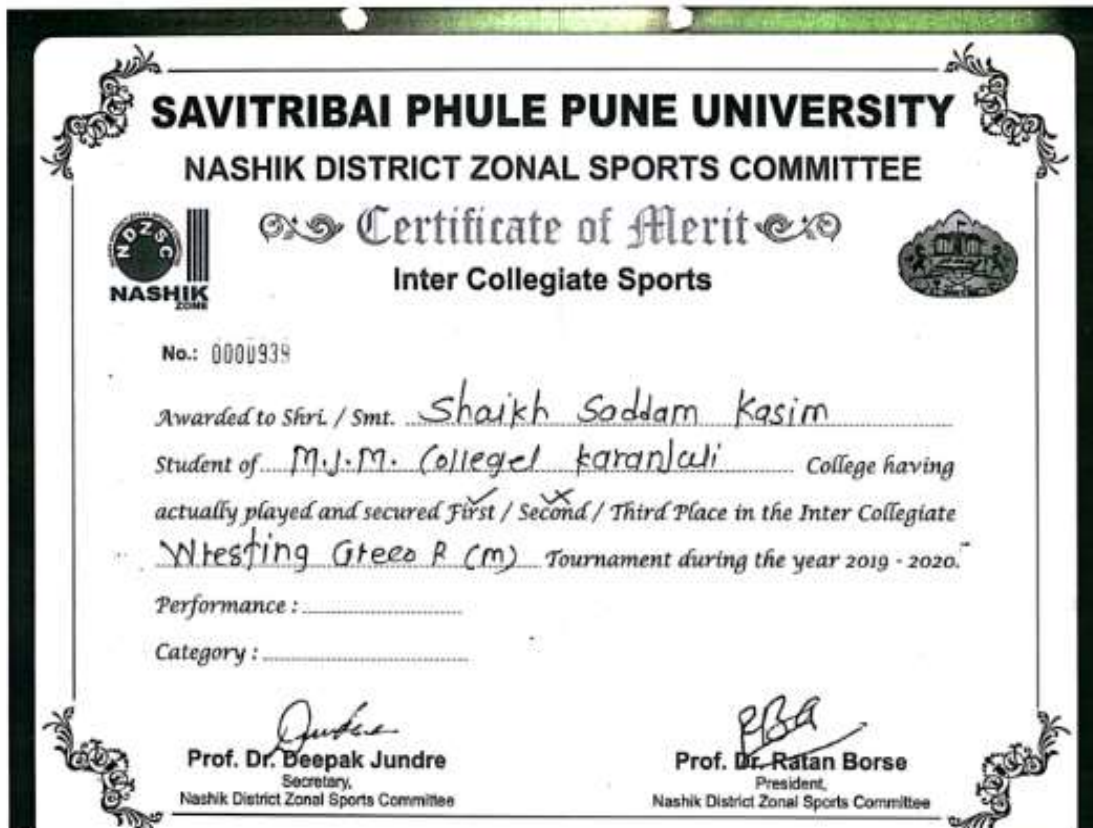 SAVITRIBAI PHULE PUNE UNIVERSITY
NASHIK DISTRICT ZONAL SPORTS COMMITTEE
Certificate of Merit
NDZSC
NASHIK
ZONE
Inter Collegiate Sports
No.: 0000939
Awarded to Shri. / Smt. Shaikh Saddam Kasim
Student of M.J.M. College karanjali College having
actually played and secured First / Second / Third Place in the Inter Collegiate
Wresting Greeo R (m) Tournament during the year 2019 - 2020.
Performance :
Category :
Prof. Dr. Deepak Jundre
Secretary,
Nashik District Zonal Sports Committee
Prof. Dr. Ratan Borse
President,
Nashik District Zonal Sports Committee